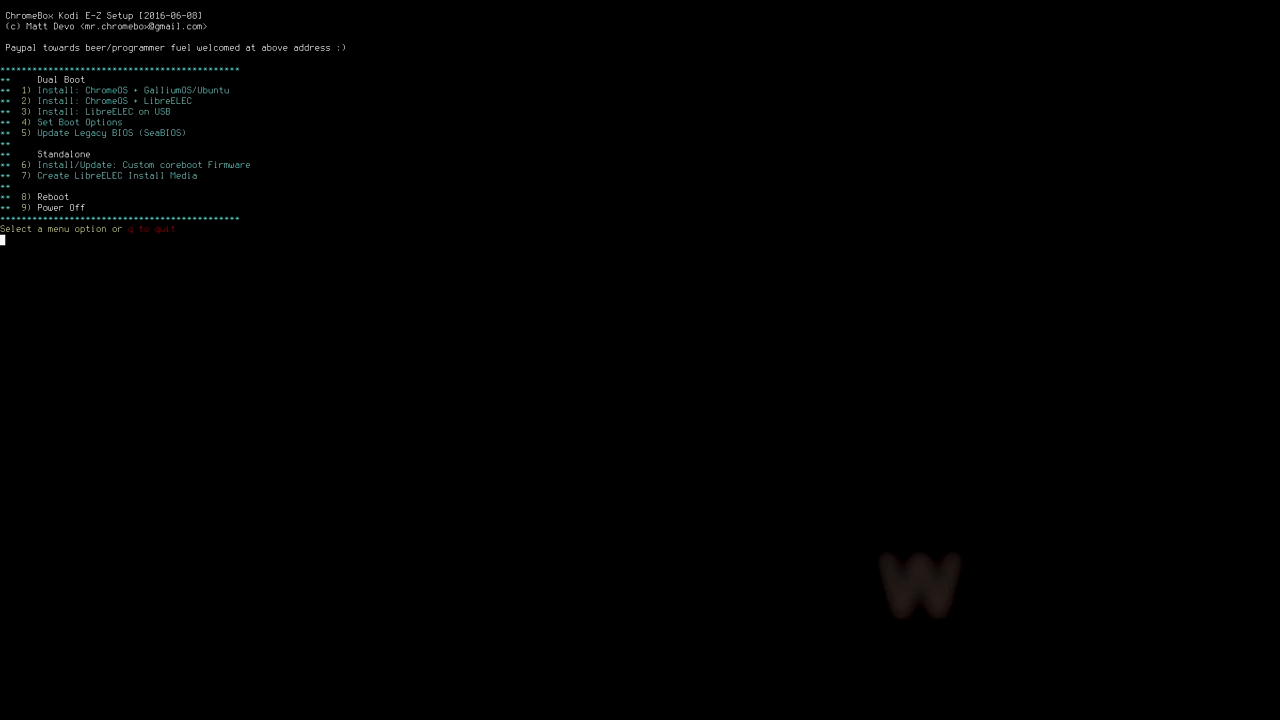 ChromeBox Kodi E-Z Setup [2016-06-08]
(c) Matt Devo <mr.chromebox@gmail.com>
Paypal towards beer/programmer fuel welcomed at above address :)
*********************************************
**     Dual Boot
**  1) Install: ChromeOS + GalliumOS/Ubuntu
**  2) Install: ChromeOS + LibreELEC
**  3) Install: LibreELEC on USB
**  4) Set Boot Options
**  5) Update Legacy BIOS (SeaBIOS)
**
**     Standalone
**  6) Install/Update: Custom coreboot Firmware
**  7) Create LibreELEC Install Media
**
**  8) Reboot
**  9) Power Off
*********************************************
Select a menu option or q to quit
W